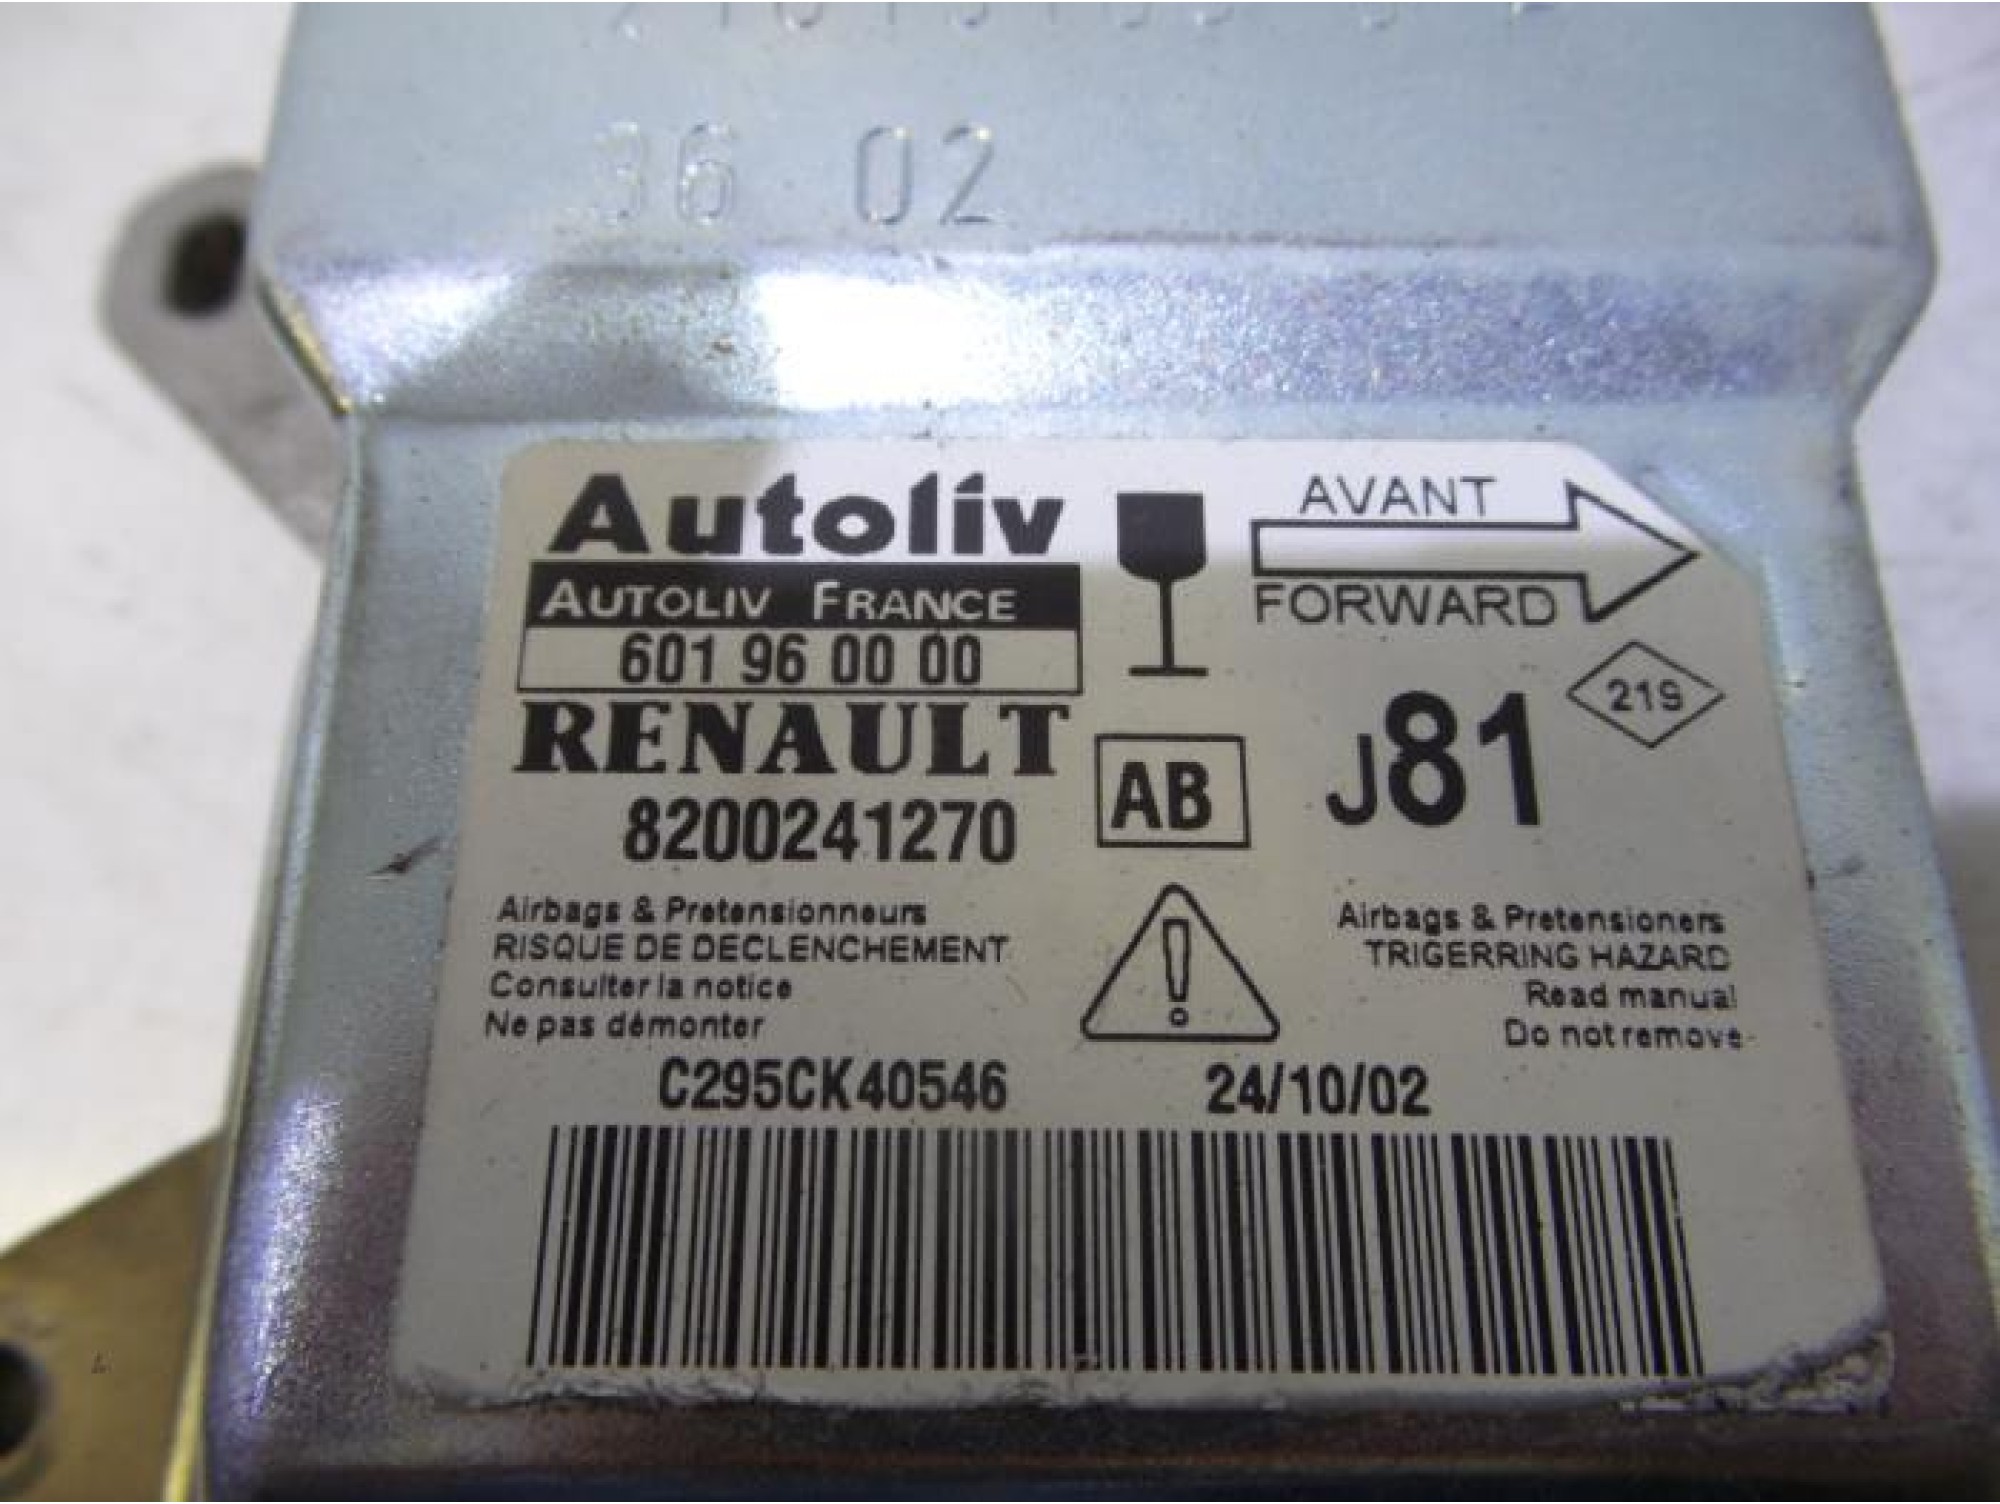 36 02
Autoliv
AUTOLIV FRANCE
601 96 00 00
RENAULT
8200241270
AB
AVANT
FORWARD
J81
219
Airbags & Pretensionneurs
RISQUE DE DECLENCHEMENT
Consulter la notice
Ne pas démonter
Airbags & Pretensioners
TRIGERRING HAZARD
Read manual
Do not remove
C295CK40546
24/10/02